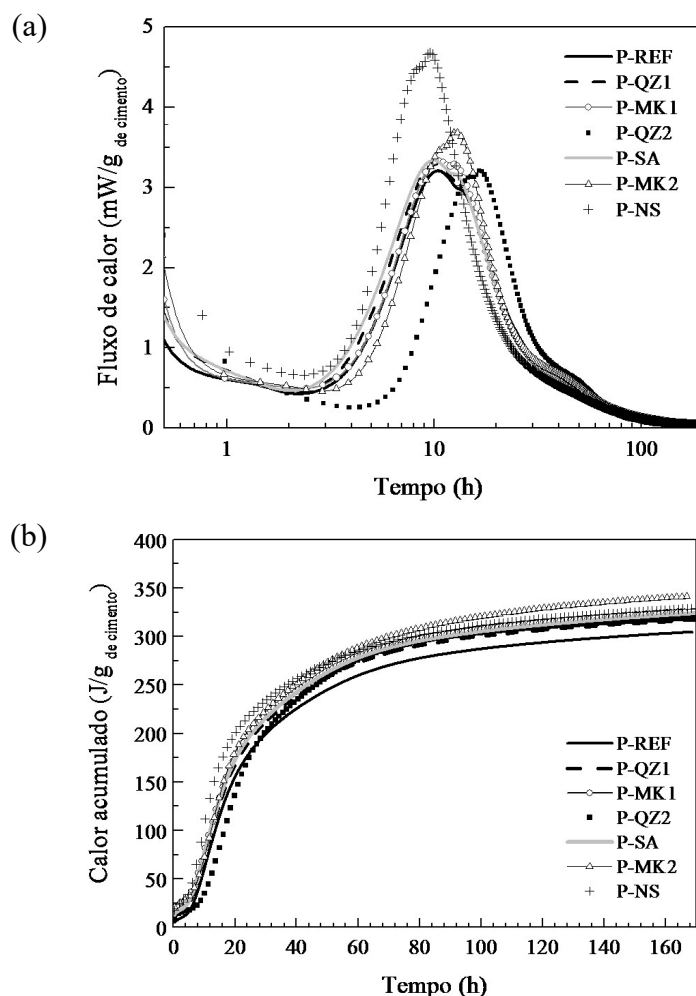 (a)
5
4
3
2
1
0
Fluxo de calor (mW/g de cimento)
P-REF
P-QZ1
P-MK1
P-QZ2
P-SA
P-MK2
P-NS
1
10
100
Tempo (h)
(b)
400
350
300
250
200
150
100
50
0
Calor acumulado (J/g de cimento)
P-REF
P-QZ1
P-MK1
P-QZ2
P-SA
P-MK2
P-NS
0
20
40
60
80
100
120
140
160
Tempo (h)